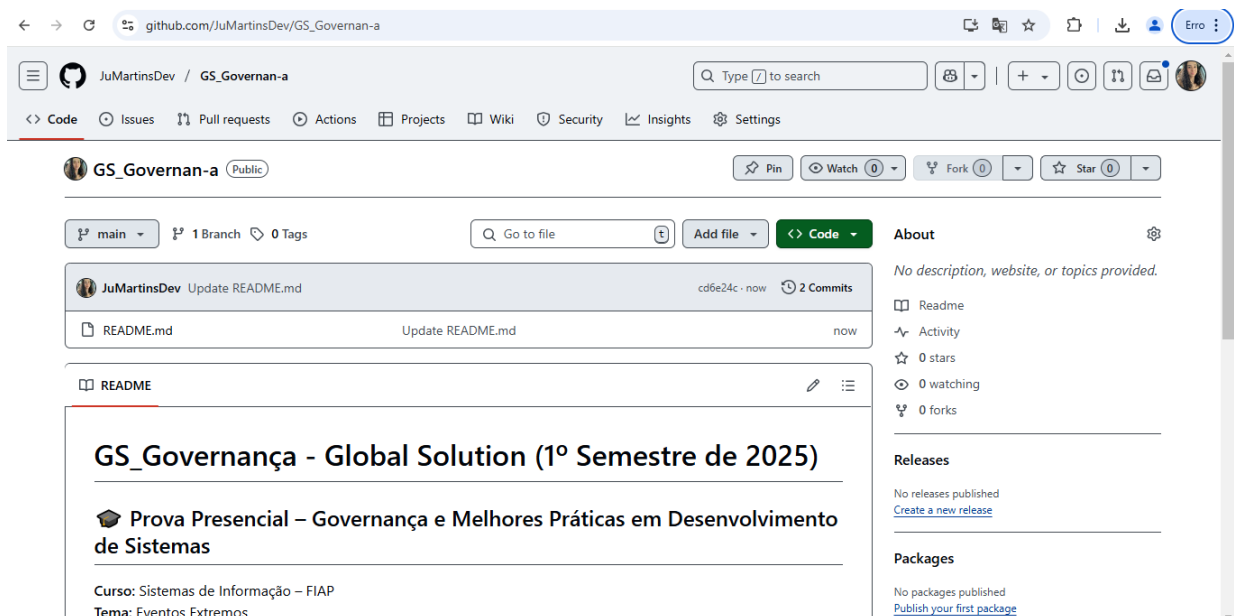 github.com/JuMartinsDev/GS_Governan-a
Erro
JuMartinsDev / GS_Governan-a
Type / to search
Code Issues Pull requests Actions Projects Wiki Security Insights Settings
GS_Governan-a Public
Pin Watch 0 Fork 0 Star 0
main 1 Branch 0 Tags Go to file t Add file Code
JuMartinsDev Update README.md cd6e24c · now 2 Commits
README.md Update README.md now
README
GS_Governança - Global Solution (1º Semestre de 2025)
🎓 Prova Presencial – Governança e Melhores Práticas em Desenvolvimento
de Sistemas
Curso: Sistemas de Informação – FIAP
Tema: Eventos Extremos
About
No description, website, or topics provided.
Readme
Activity
0 stars
0 watching
0 forks
Releases
No releases published
Create a new release
Packages
No packages published
Publish your first package